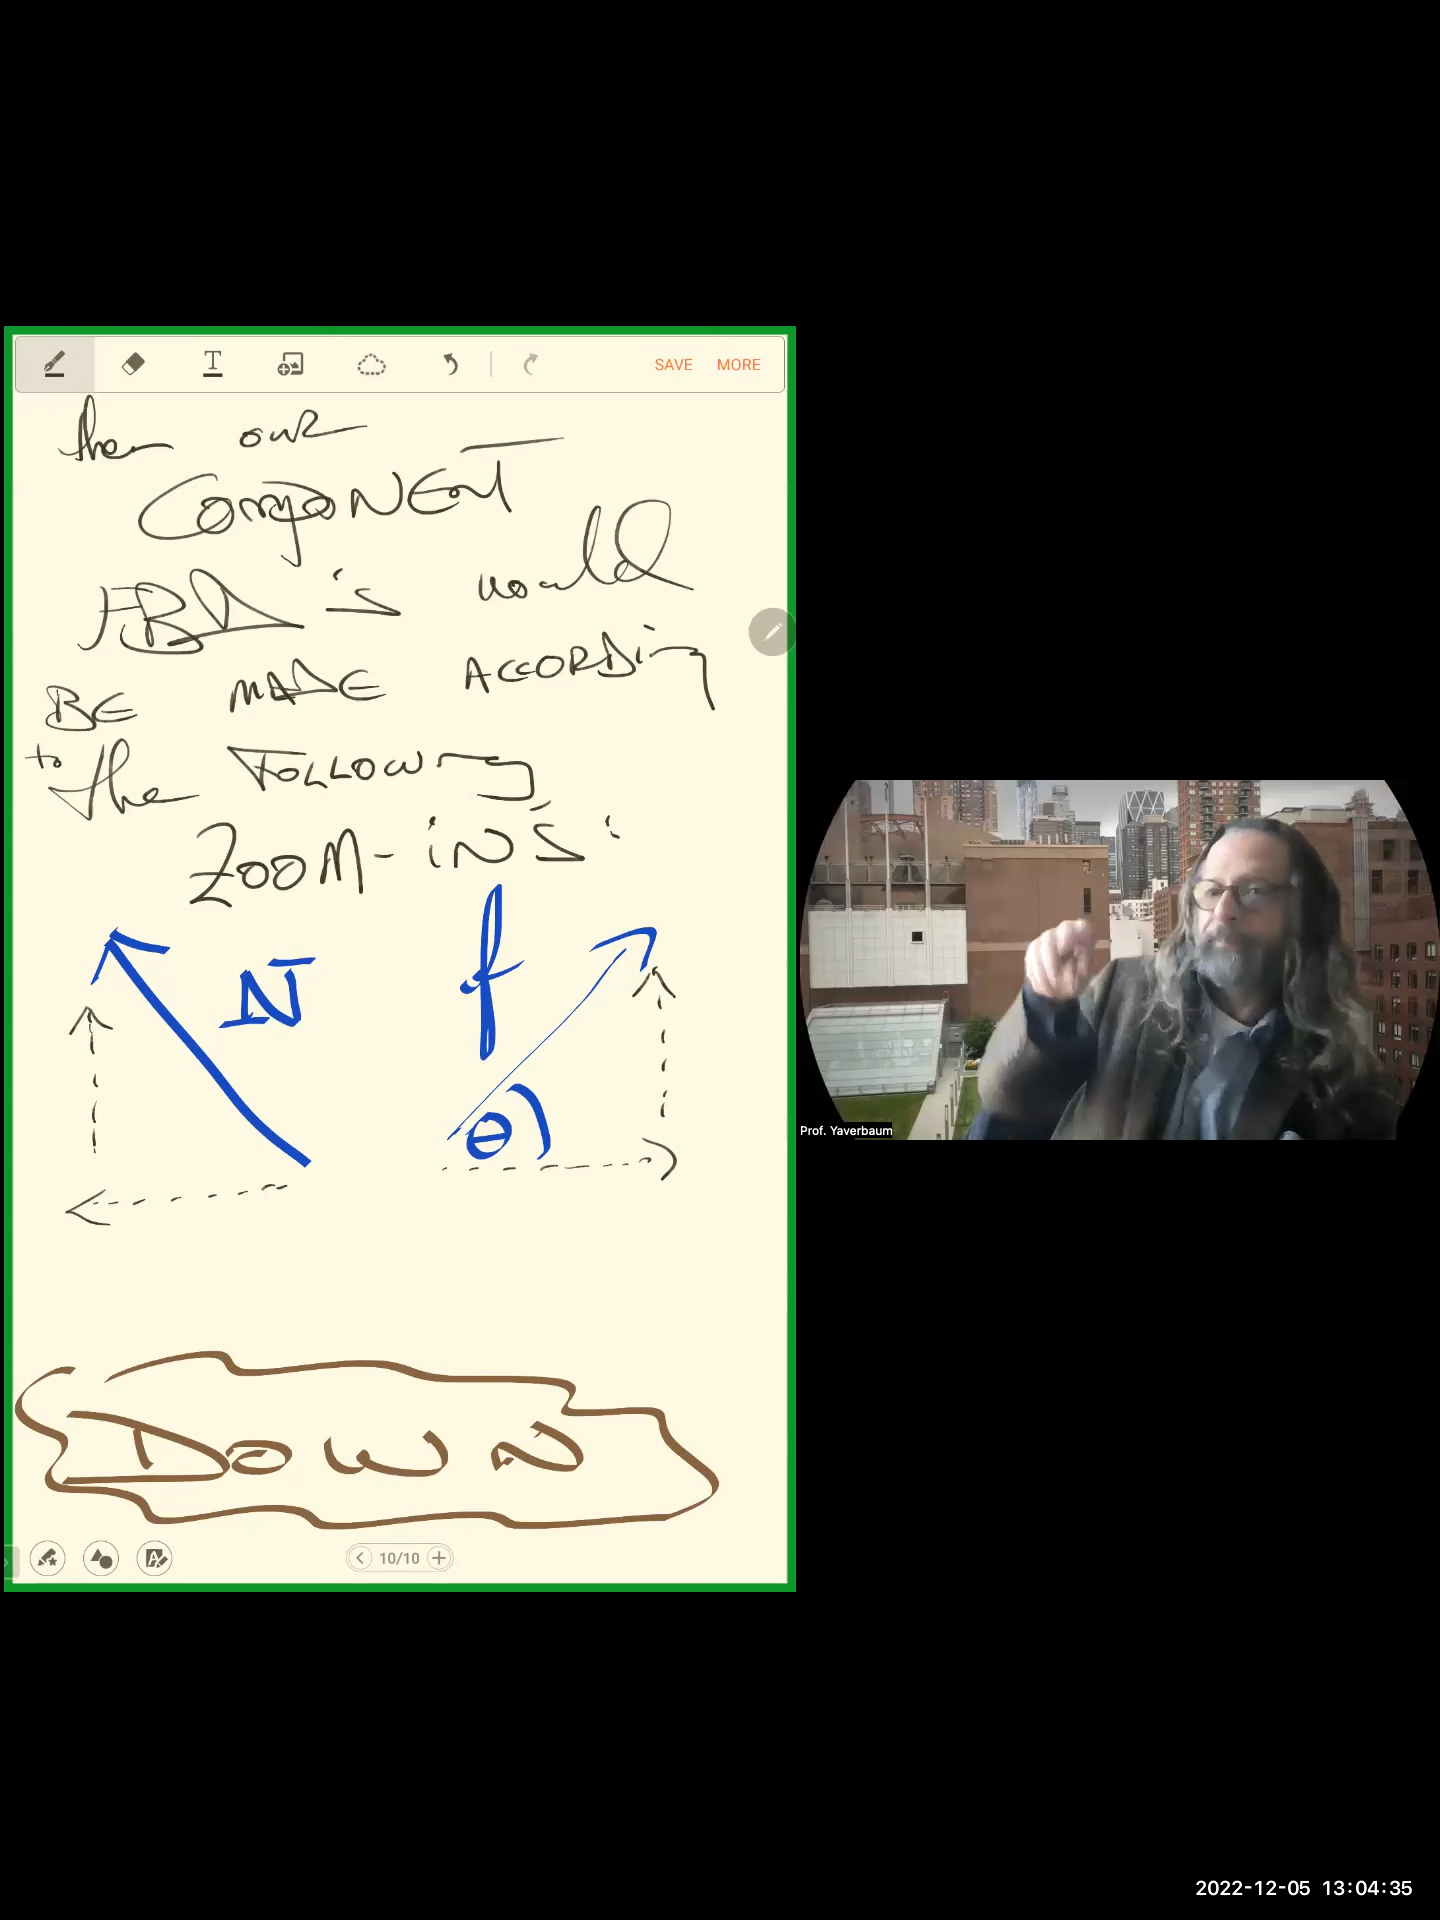 T
SAVE
MORE
then our
COMPONENT
FBD's would
BE MADE ACCORDing
to the FOLLOWing
ZOOM-iNS:
N
f
θ
DOWN
10/10
Prof. Yaverbaum
2022-12-05 13:04:35